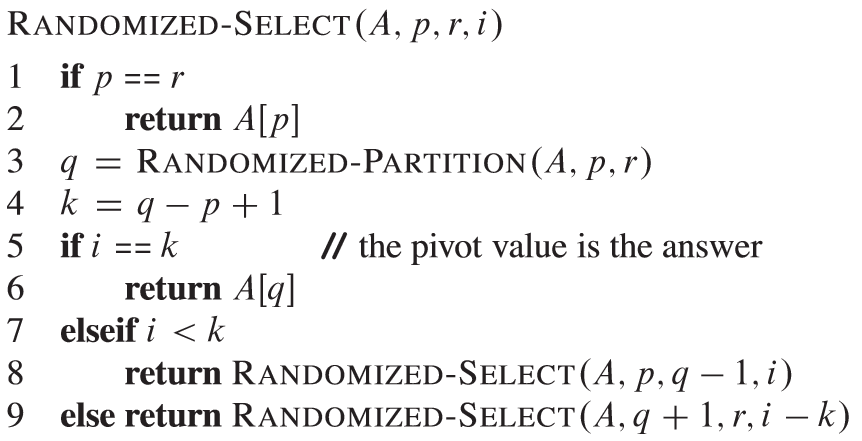 RANDOMIZED-SELECT(A, p, r, i)
1 if p == r
2 return A[p]
3 q = RANDOMIZED-PARTITION(A, p, r)
4 k = q − p + 1
5 if i == k // the pivot value is the answer
6 return A[q]
7 elseif i < k
8 return RANDOMIZED-SELECT(A, p, q − 1, i)
9 else return RANDOMIZED-SELECT(A, q + 1, r, i − k)